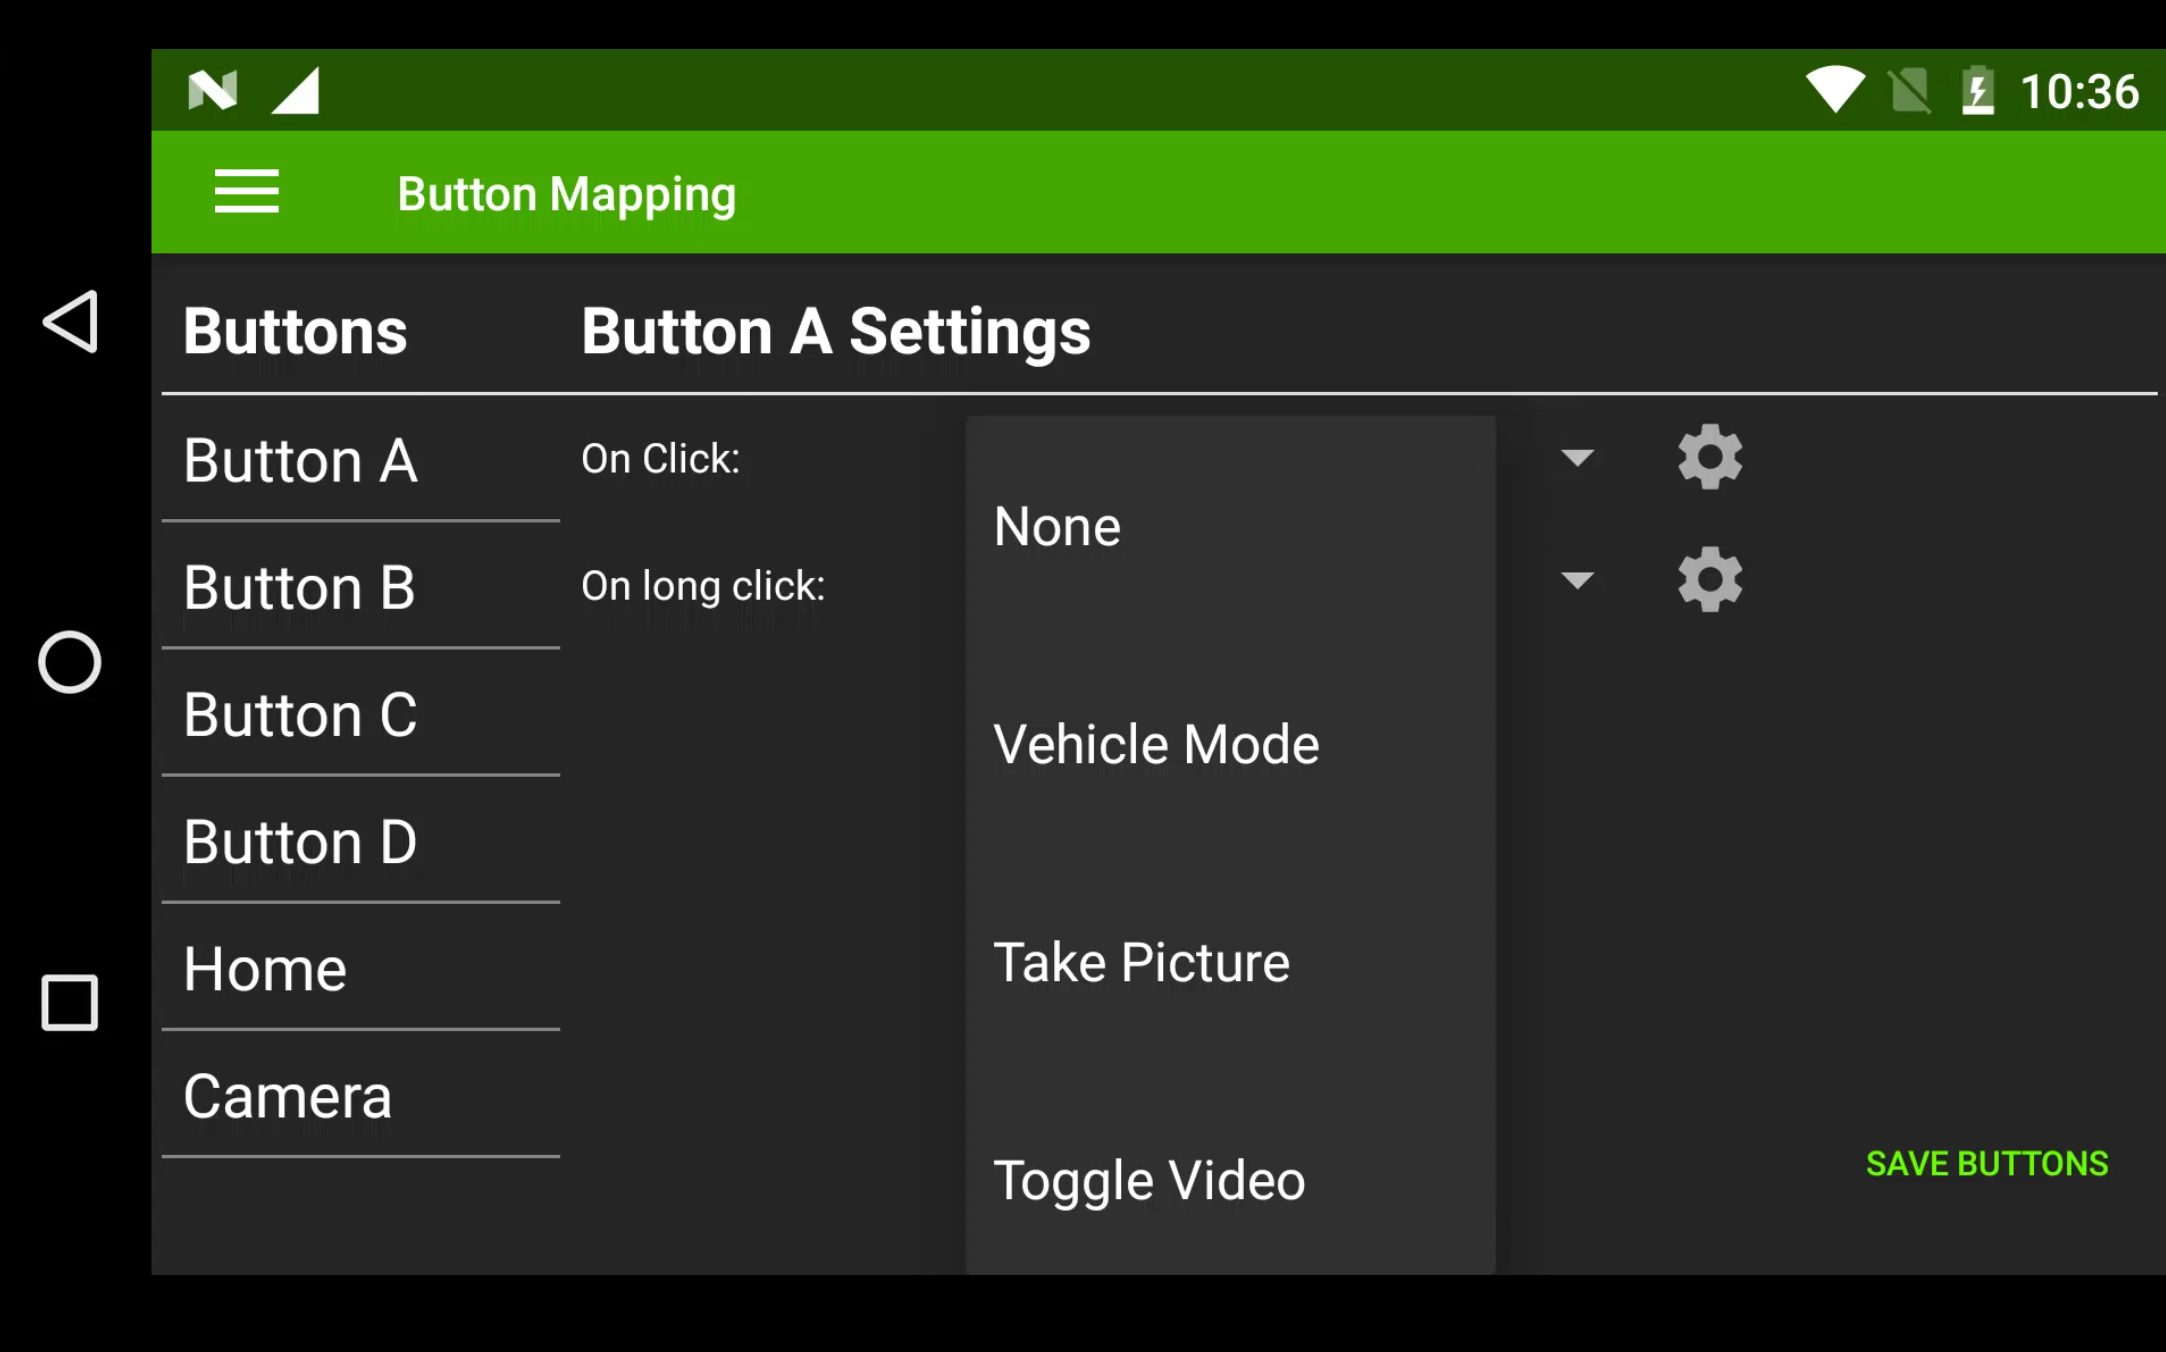 10:36
Button Mapping
Buttons
Button A Settings
Button A
Button B
Button C
Button D
Home
Camera
On Click:
On long click:
None
Vehicle Mode
Take Picture
Toggle Video
SAVE BUTTONS